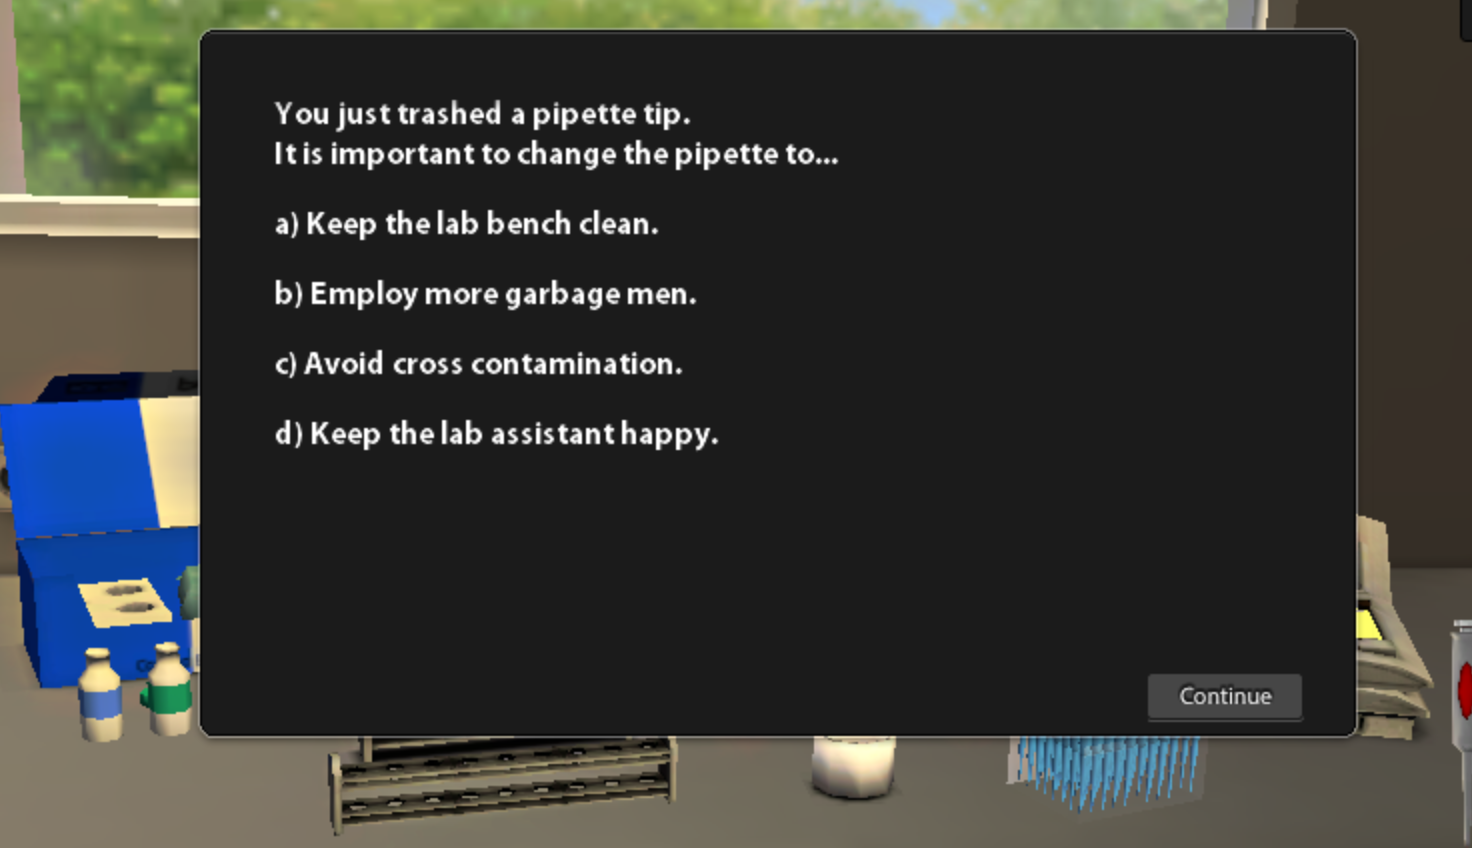 You just trashed a pipette tip.
It is important to change the pipette to...
a) Keep the lab bench clean.
b) Employ more garbage men.
c) Avoid cross contamination.
d) Keep the lab assistant happy.
Continue